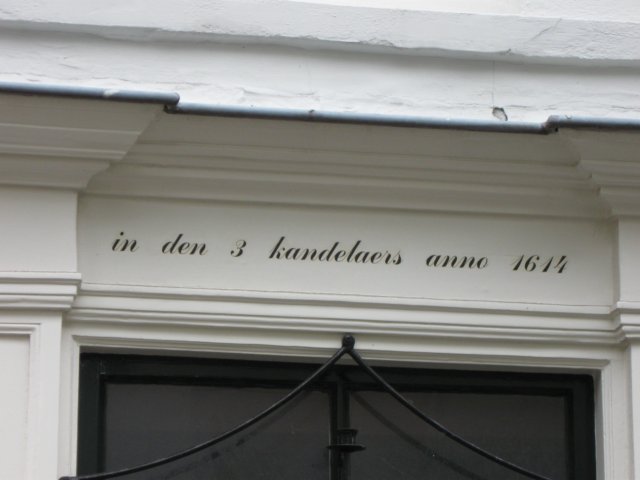 in den 3 kandelaers anno 1614